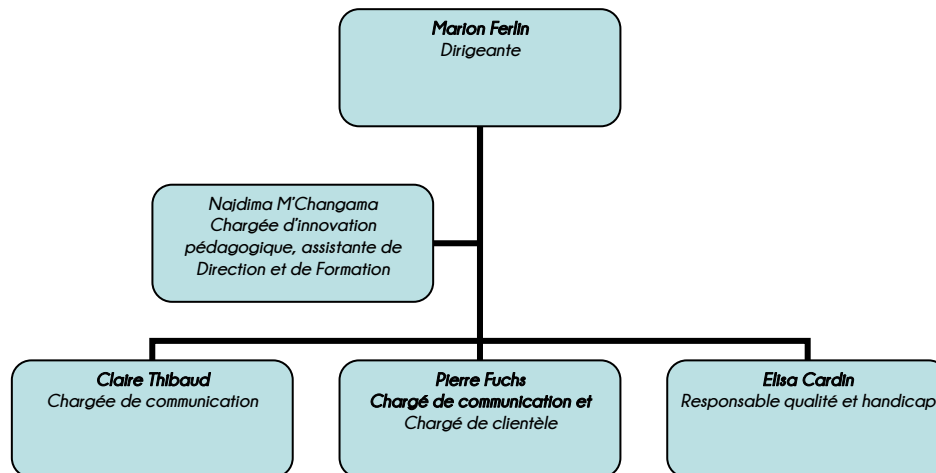 Marion Ferlin
Dirigeante
Najdima M'Changama
Chargée d'innovation
pédagogique, assistante de
Direction et de Formation
Claire Thibaud
Chargée de communication
Pierre Fuchs
Chargé de communication et
Chargé de clientèle
Elisa Cardin
Responsable qualité et handicap